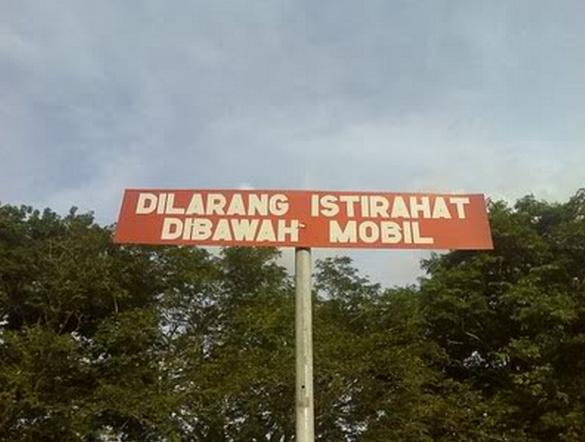 DILARANG ISTIRAHAT
DIBAWAH MOBIL